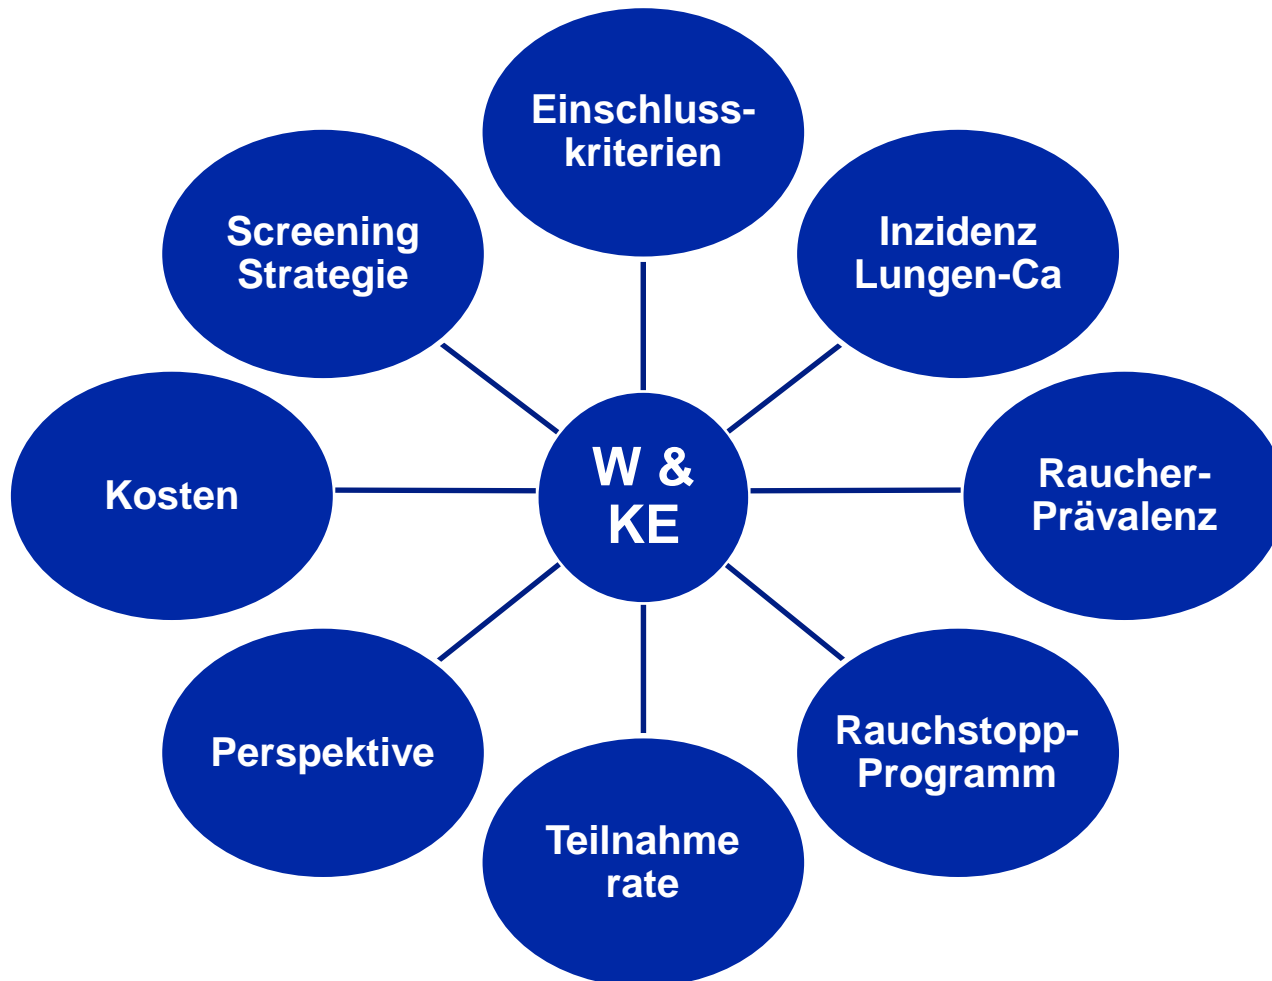 Einschluss-
kriterien
Screening
Strategie
Inzidenz
Lungen-Ca
Kosten
W &
KE
Raucher-
Prävalenz
Perspektive
Rauchstopp-
Programm
Teilnahme
rate